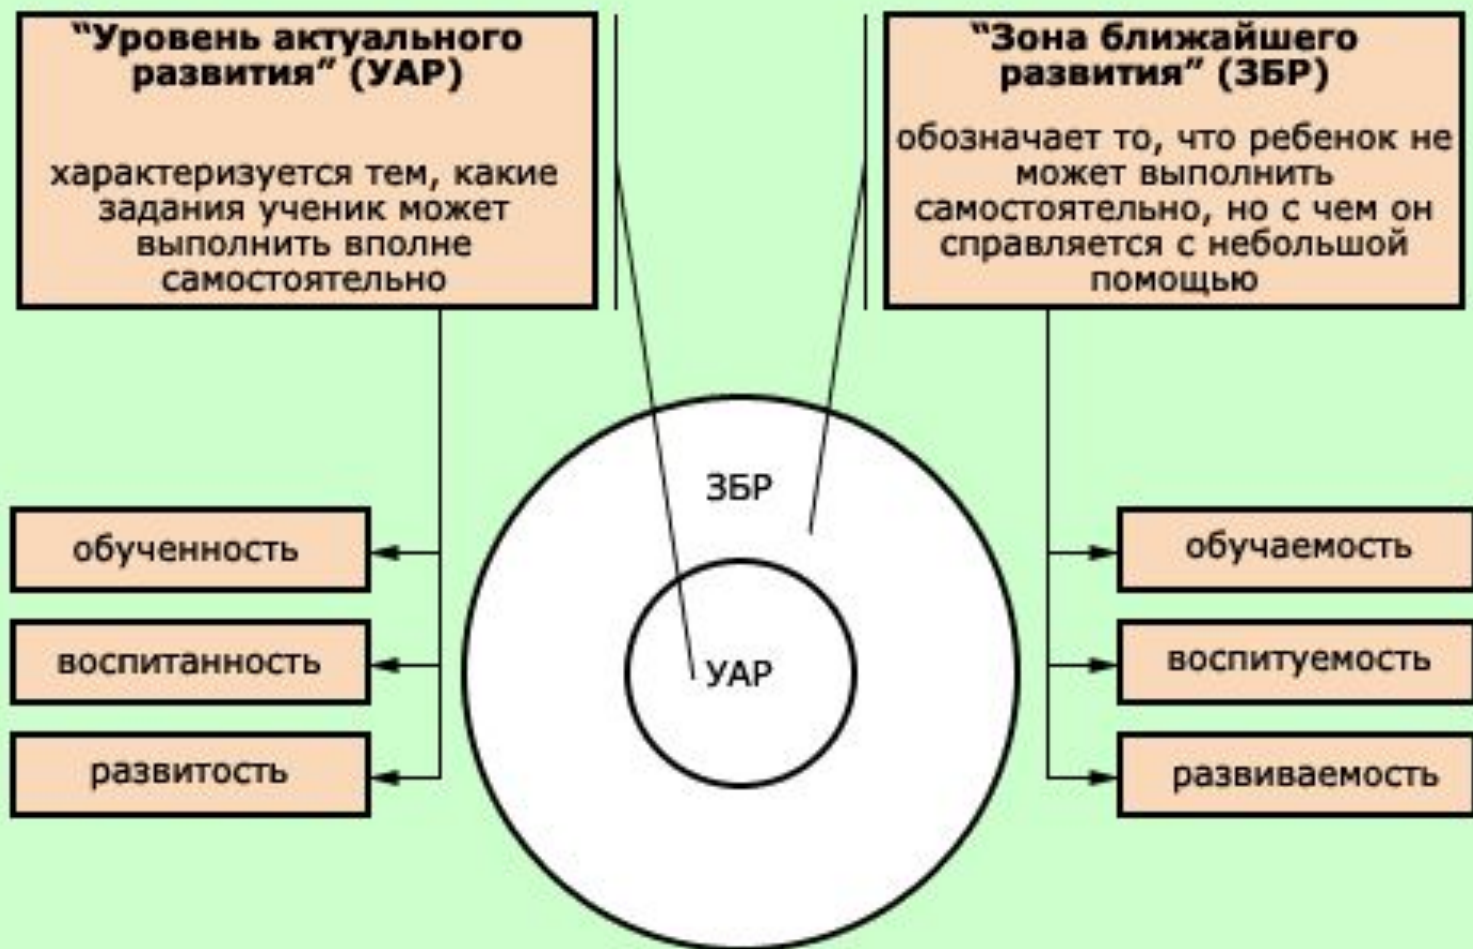 “Уровень актуального
развития” (УАР)
характеризуется тем, какие
задания ученик может
выполнить вполне
самостоятельно
“Зона ближайшего
развития” (ЗБР)
обозначает то, что ребенок не
может выполнить
самостоятельно, но с чем он
справляется с небольшой
помощью
ЗБР
УАР
обученность
воспитанность
развитость
обучаемость
воспитуемость
развиваемость